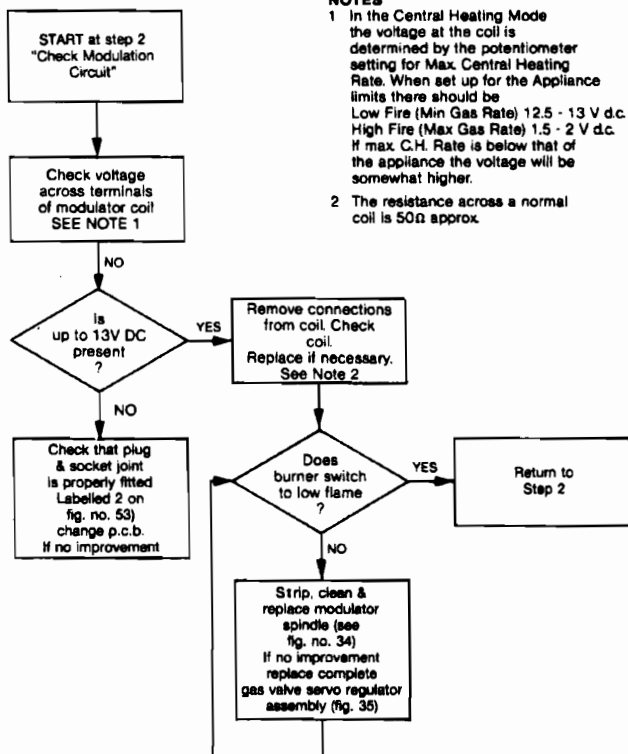 START at step 2
"Check Modulation
Circuit"
NOTES
1 In the Central Heating Mode
the voltage at the coil is
determined by the potentiometer
setting for Max. Central Heating
Rate. When set up for the Appliance
limits there should be
Low Fire (Min Gas Rate) 12.5 - 13 V d.c.
High Fire (Max Gas Rate) 1.5 - 2 V d.c.
If max. C.H. Rate is below that of
the appliance the voltage will be
somewhat higher.
2 The resistance across a normal
coil is 50Ω approx.
Check voltage
across terminals
of modulator coil
SEE NOTE 1
NO
Is
up to 13V DC
present
?
YES
Remove connections
from coil. Check
coil.
Replace if necessary.
See Note 2
NO
Check that plug
& socket joint
is properly fitted
Labelled 2 on
fig. no. 53)
change p.c.b.
If no improvement
Does
burner switch
to low flame
?
YES
Return to
Step 2
NO
Strip, clean &
replace modulator
spindle (see
fig. no. 34)
If no improvement
replace complete
gas valve servo regulator
assembly (fig. 35)